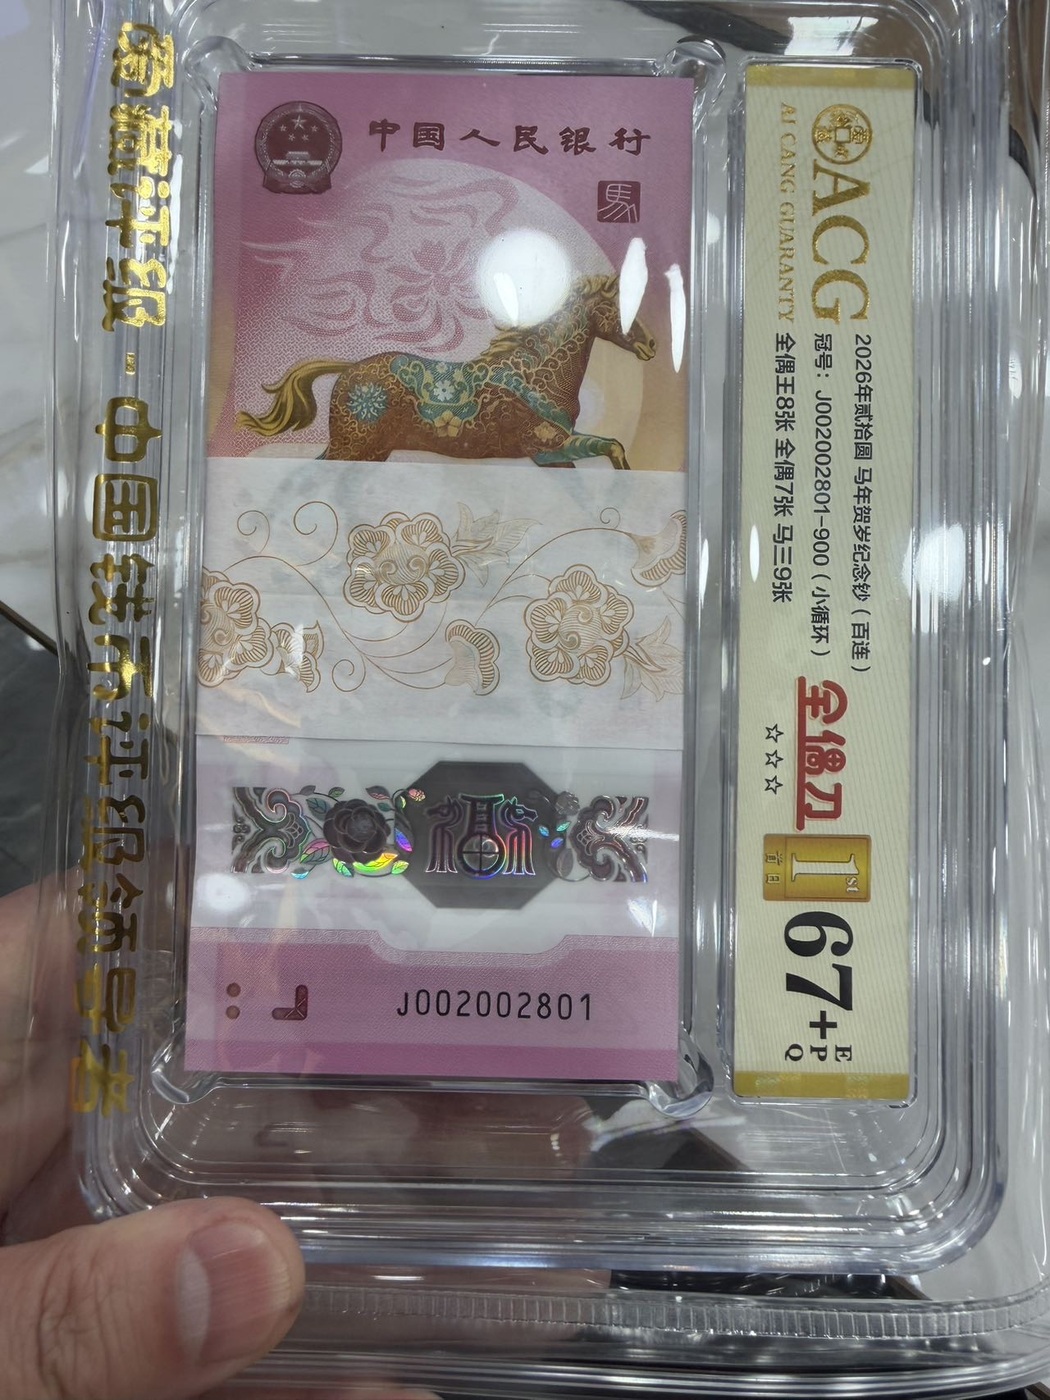 中国人民银行
馬
J002002801
ACG
AI CANG GUARANTY
2026年贰拾圆 马年贺岁纪念钞（百连）
冠号：J002002801-900（小循环）
全偶王8张 全偶7张 马三9张
全偶刀
☆☆☆
1ST
首日
67+
EPQ
爱藏评级 - 中国钱币评级领导者